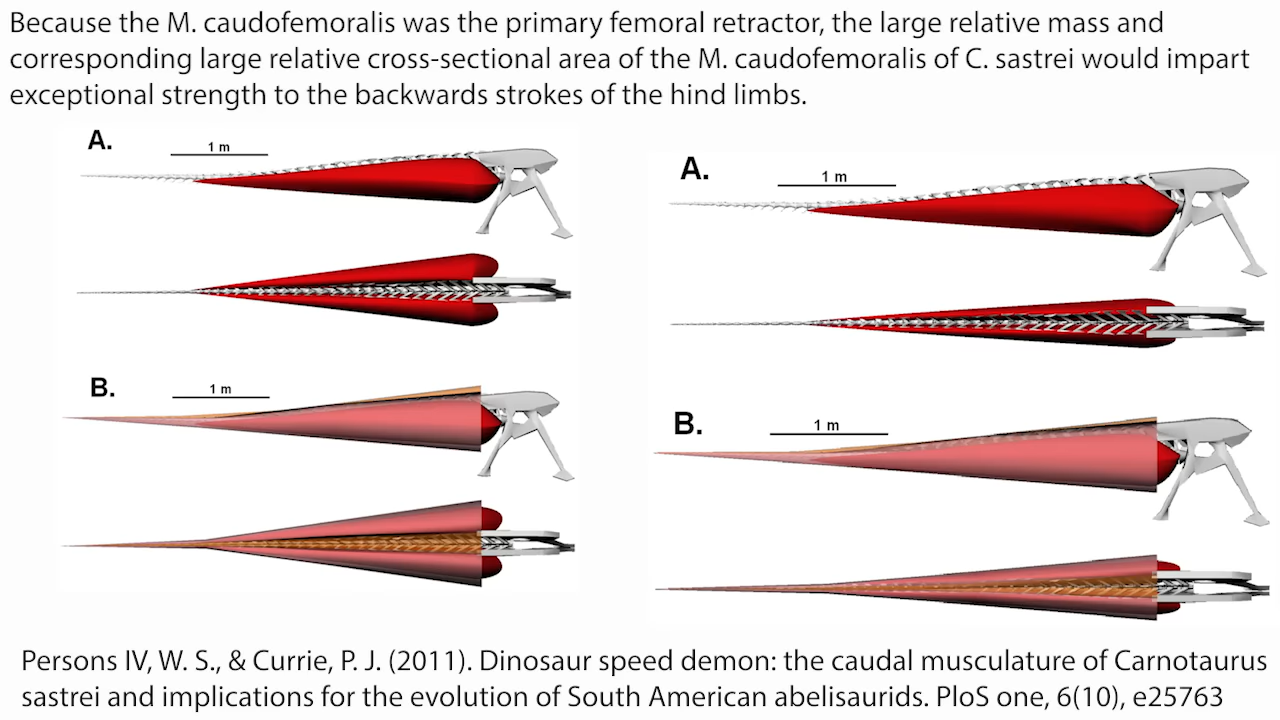 Because the M. caudofemoralis was the primary femoral retractor, the large relative mass and
corresponding large relative cross-sectional area of the M. caudofemoralis of C. sastrei would impart
exceptional strength to the backwards strokes of the hind limbs.
A.
1 m
B.
1 m
A.
1 m
B.
1 m
Persons IV, W. S., & Currie, P. J. (2011). Dinosaur speed demon: the caudal musculature of Carnotaurus
sastrei and implications for the evolution of South American abelisaurids. PloS one, 6(10), e25763